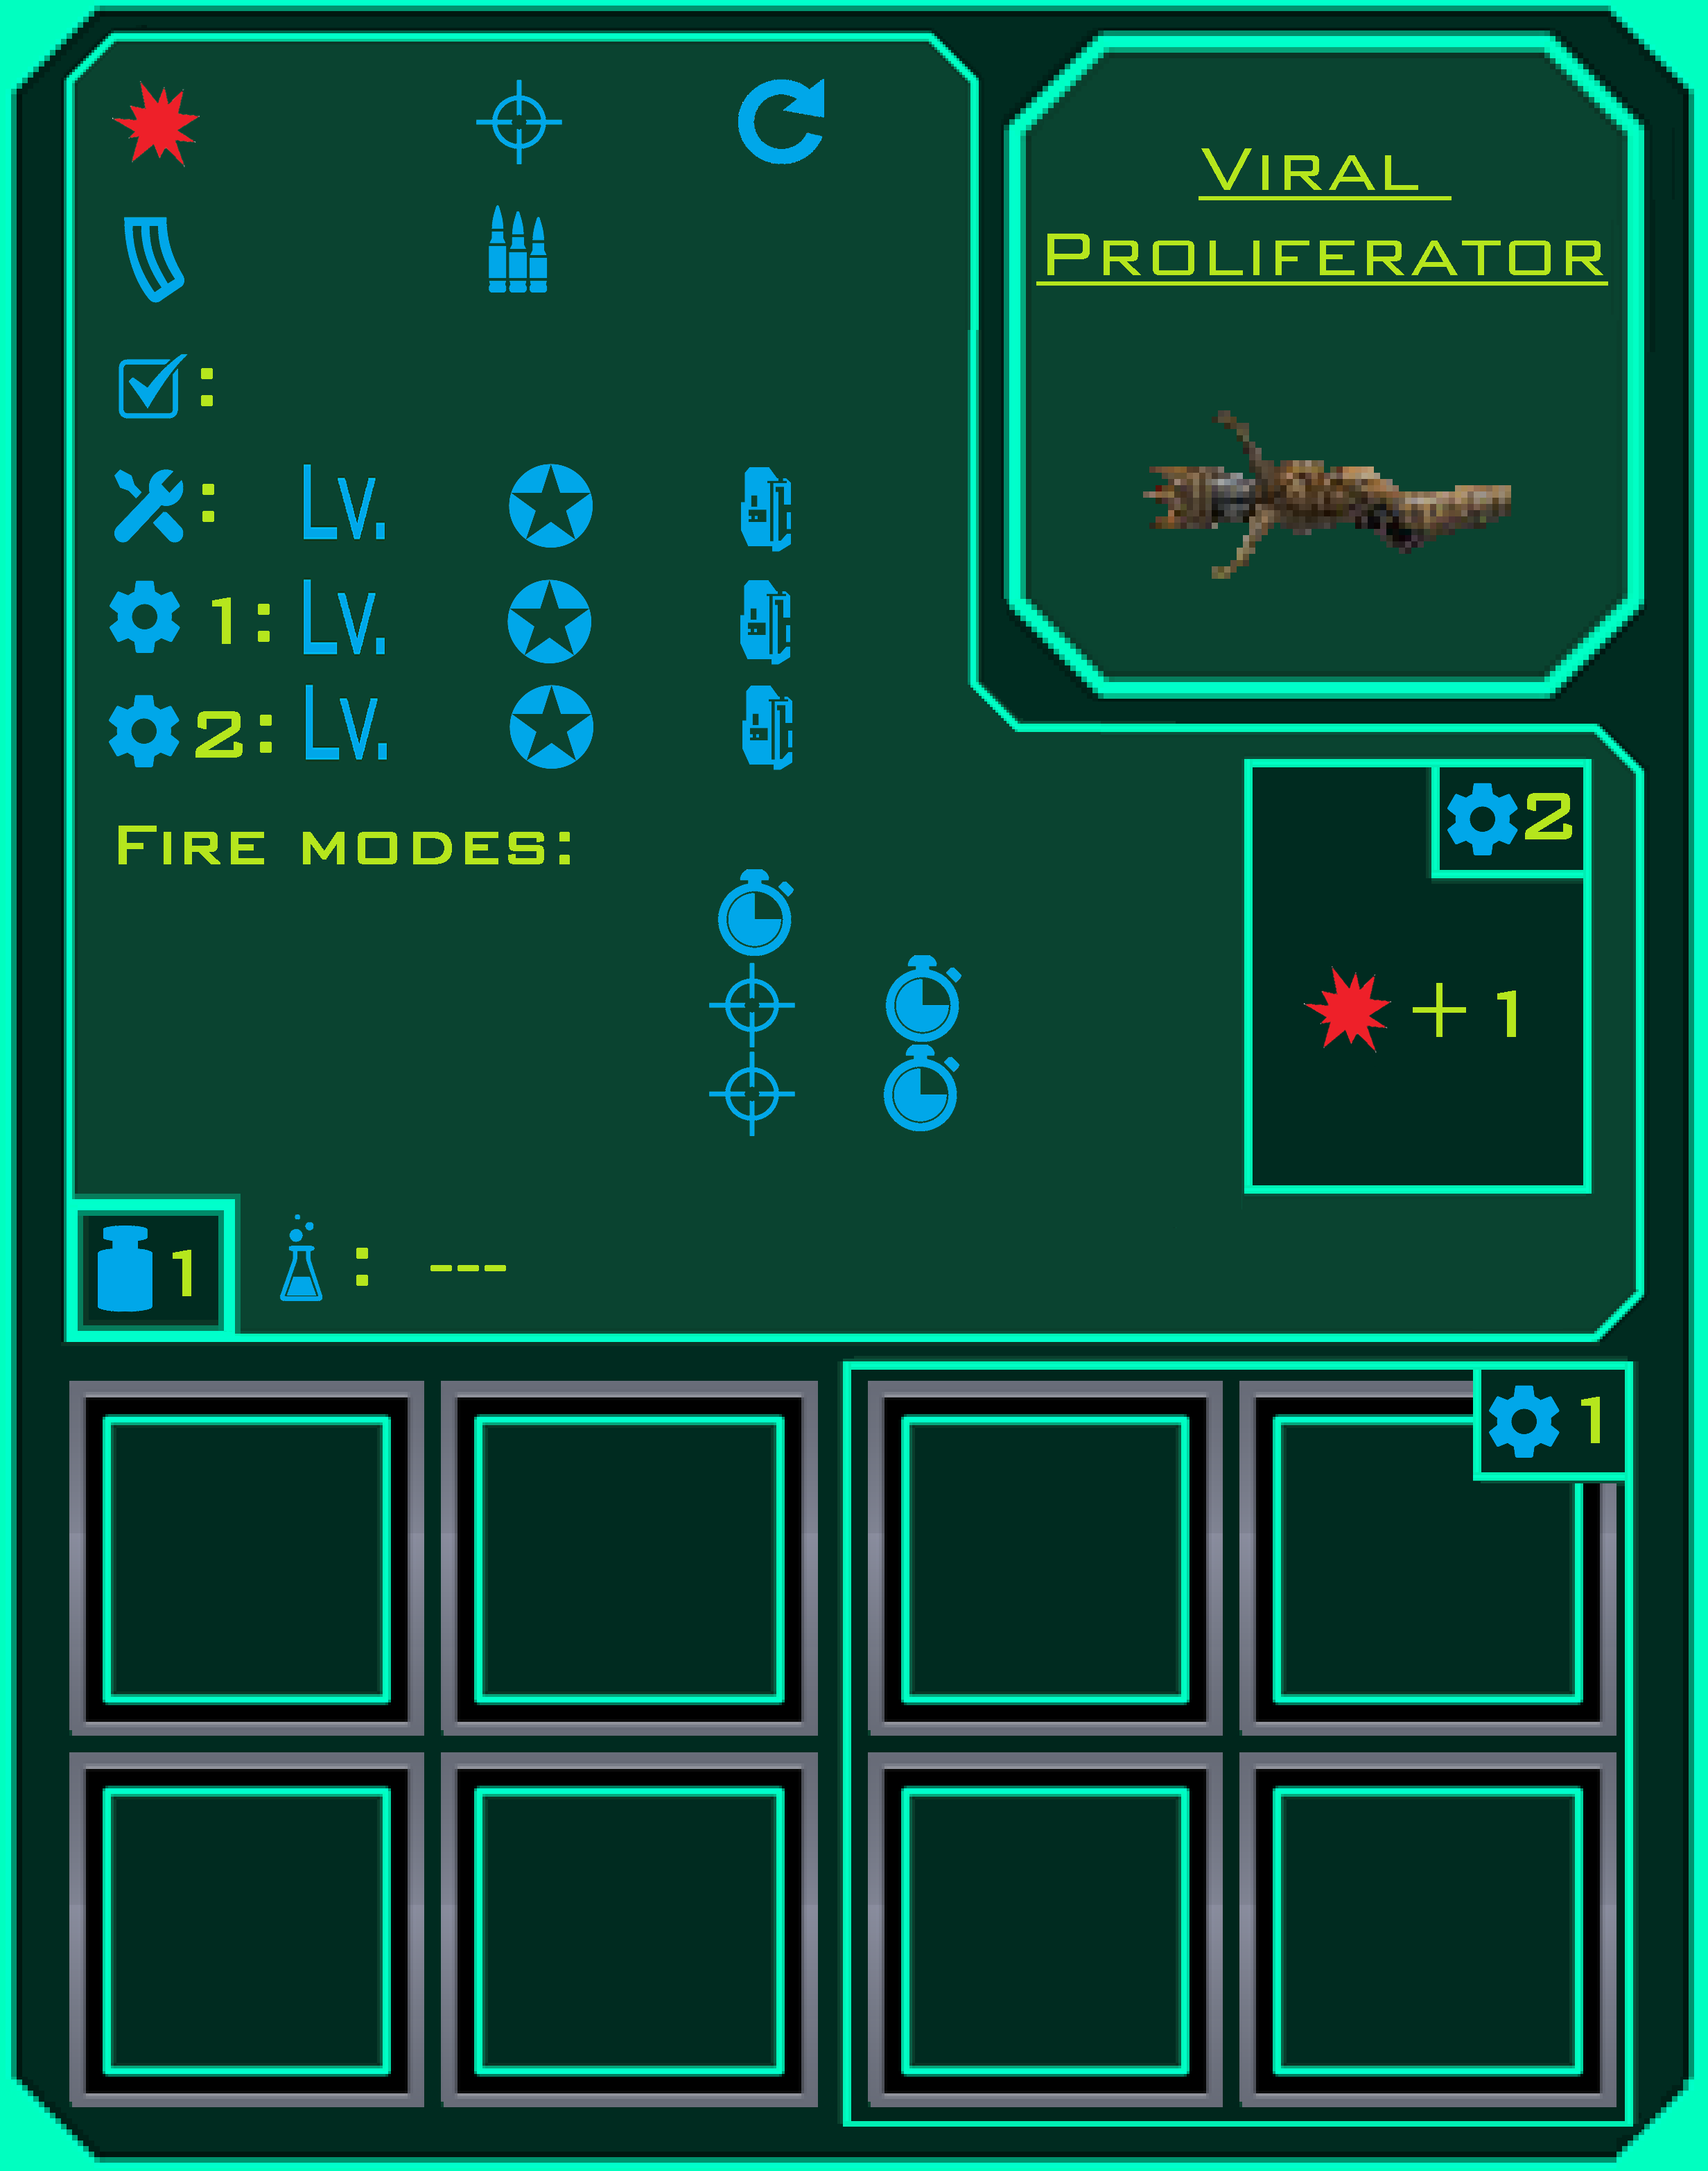 Viral
Proliferator
:
: Lv.
1: Lv.
2: Lv.
Fire modes:
2
+ 1
1
: ---
1